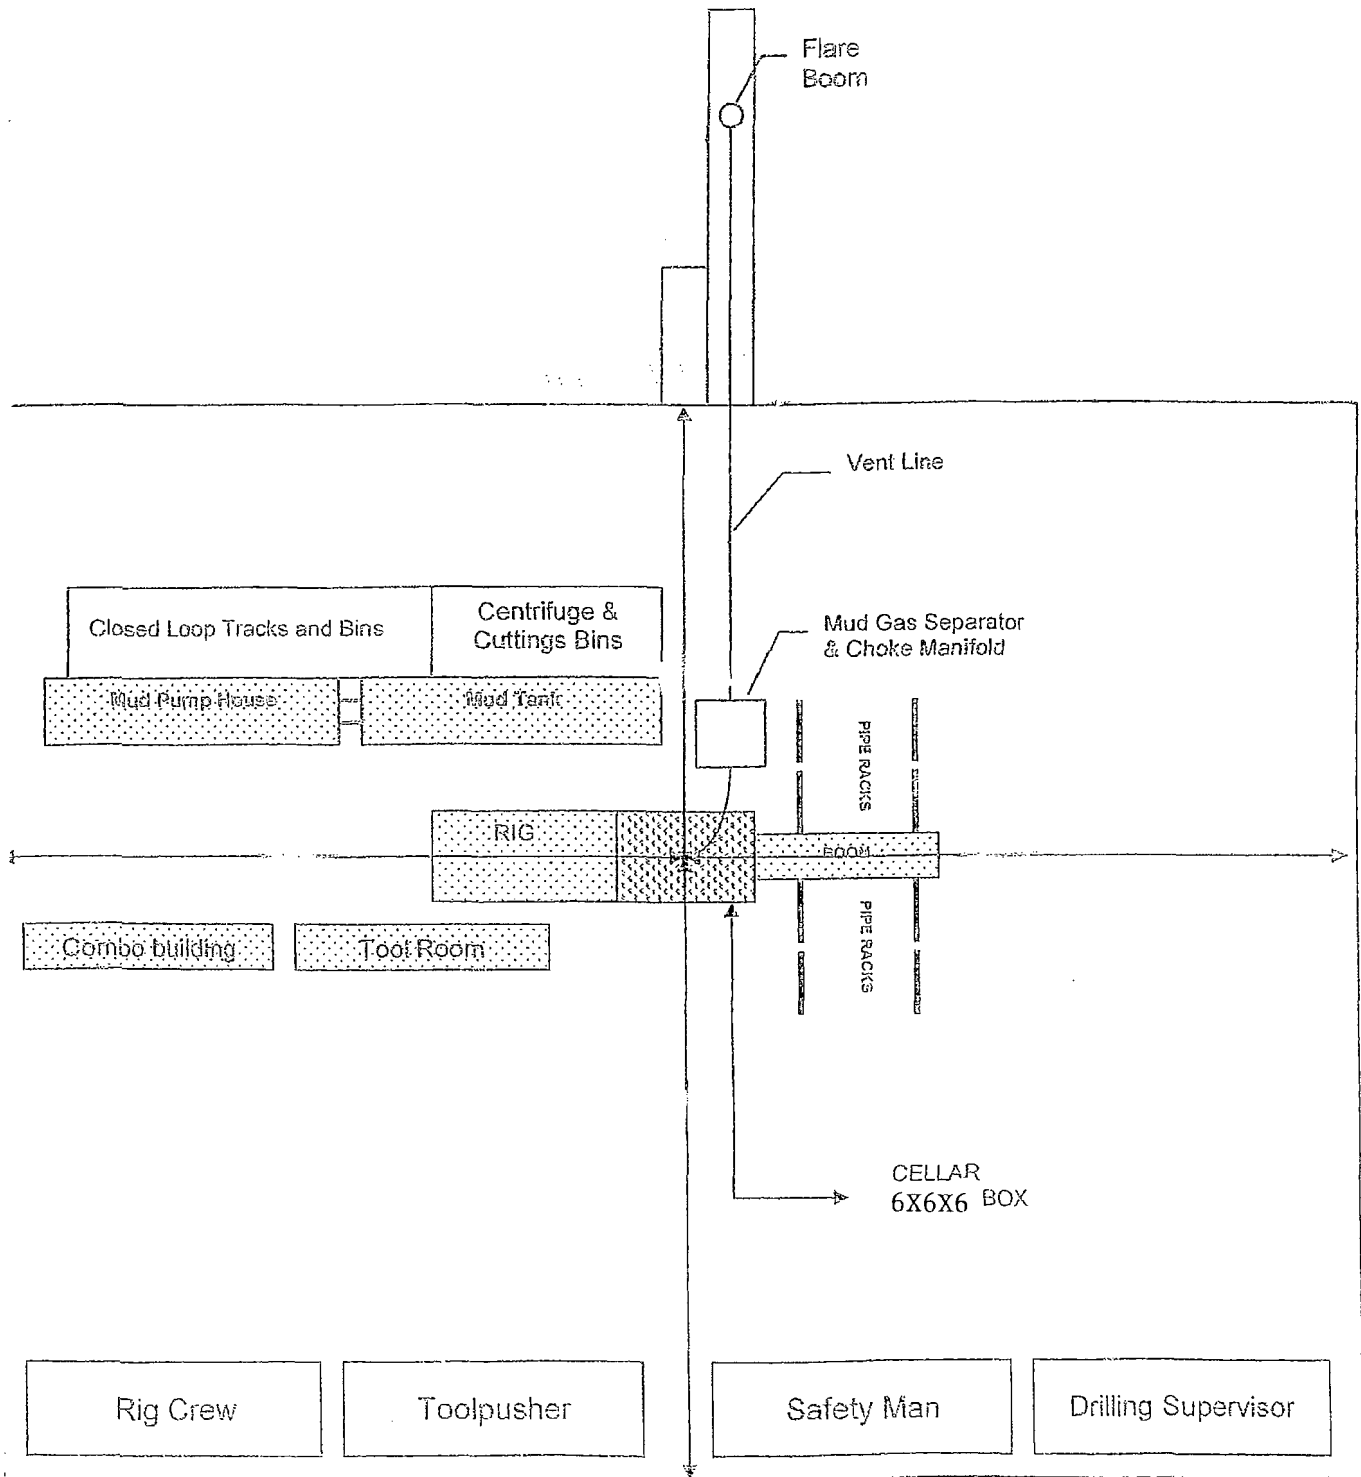 Flare
Boom
Vent Line
Closed Loop Tracks and Bins
Centrifuge &
Cuttings Bins
Mud Gas Separator
& Choke Manifold
Mud Pump House
Mud Tank
PIPE RACKS
RIG
BOOM
PIPE RACKS
Combo building
Tool Room
CELLAR
6X6X6 BOX
Rig Crew
Toolpusher
Safety Man
Drilling Supervisor